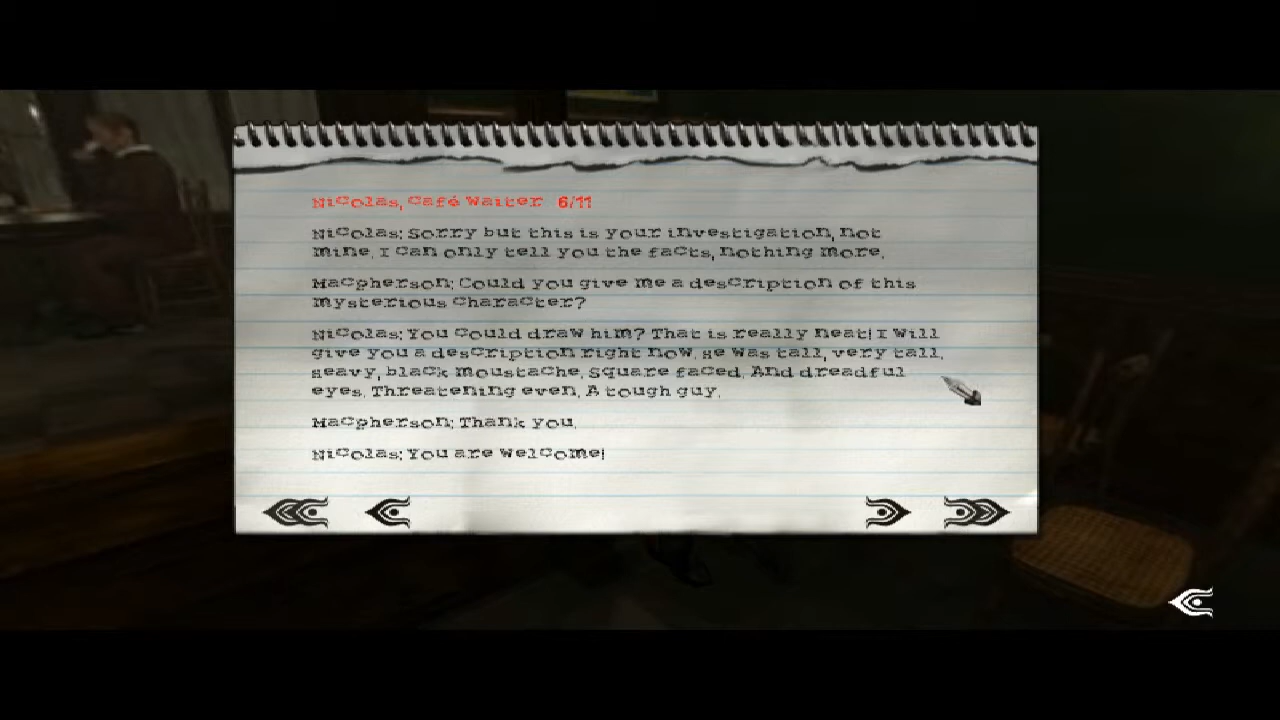 Nicolas, Café Waiter 6/11
Nicolas: Sorry but this is your investigation, not
mine. I can only tell you the facts, nothing more.
Macpherson: Could you give me a description of this
mysterious character?
Nicolas: You could draw him? That is really neat! I will
give you a description right now. He was tall, very tall.
Heavy, black moustache. Square faced. And dreadful
eyes. Threatening even. A tough guy.
Macpherson: Thank you.
Nicolas: You are welcome!